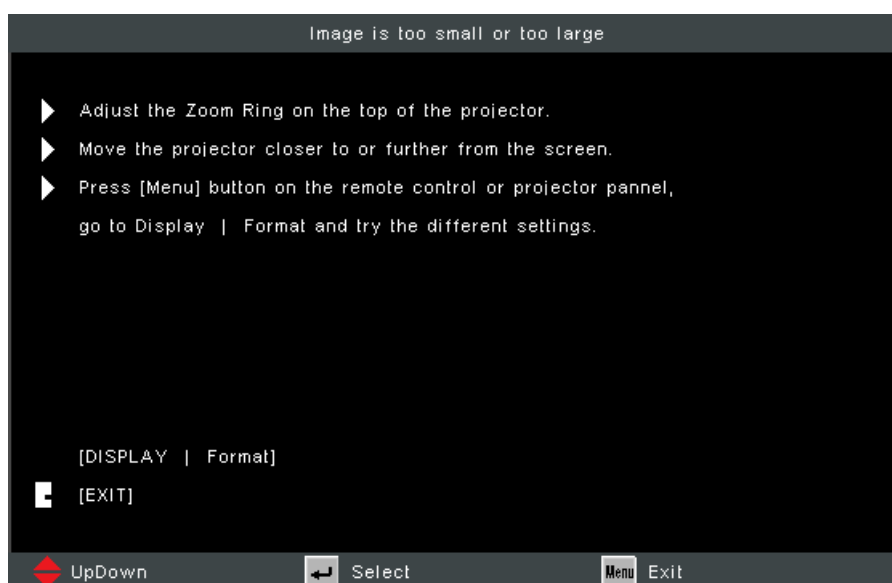 Image is too small or too large
Adjust the Zoom Ring on the top of the projector.
Move the projector closer to or further from the screen.
Press [Menu] button on the remote control or projector pannel,
go to Display | Format and try the different settings.
[DISPLAY | Format]
[EXIT]
UpDown Select Menu Exit